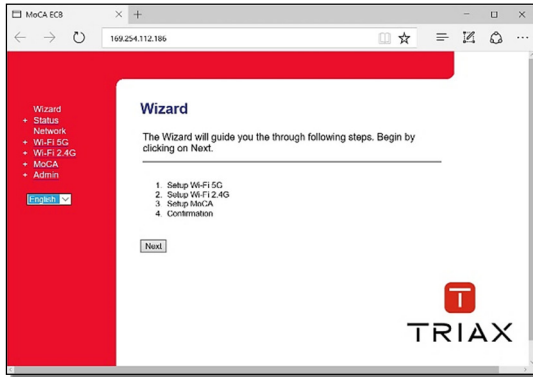 MoCA ECB
169.254.112.186
Wizard
+ Status
Network
+ Wi-Fi 5G
+ Wi-Fi 2.4G
+ MoCA
+ Admin
English
Wizard
The Wizard will guide you the through following steps. Begin by
clicking on Next.
1. Setup Wi-Fi 5G
2. Setup Wi-Fi 2.4G
3. Setup MoCA
4. Confirmation
Next
T
TRIAX